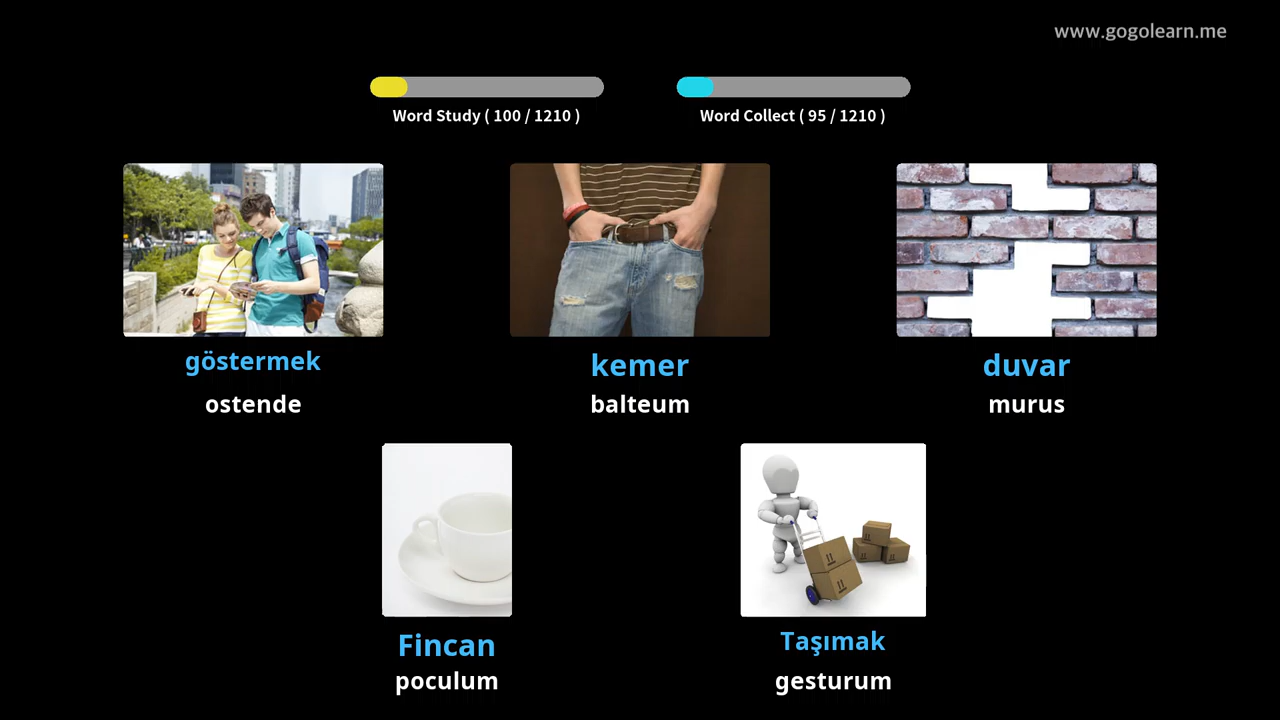 www.gogolearn.me
Word Study ( 100 / 1210 )
Word Collect ( 95 / 1210 )
göstermek
kemer
duvar
ostende
balteum
murus
Fincan
Taşımak
poculum
gesturum